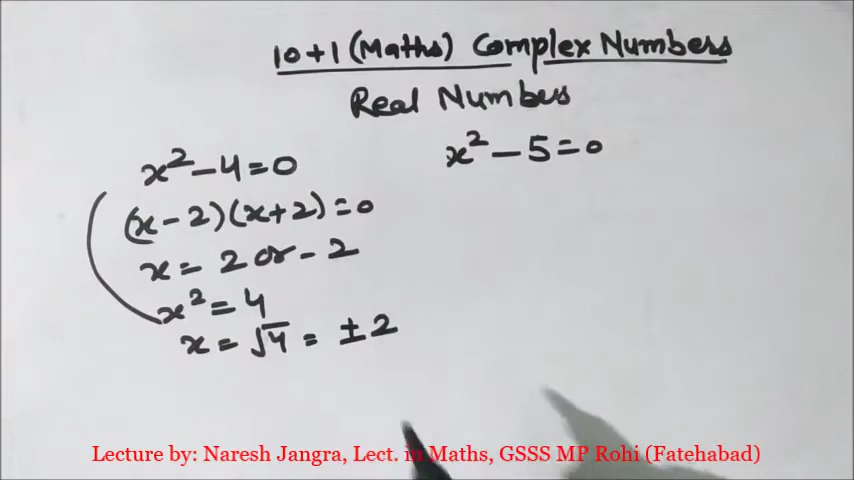 10+1 (Maths) Complex Numbers
Real Numbers
x² - 4 = 0
(x - 2)(x + 2) = 0
x = 2 or - 2
x² = 4
x = √4 = ± 2
x² - 5 = 0
Lecture by: Naresh Jangra, Lect. in Maths, GSSS MP Rohi (Fatehabad)